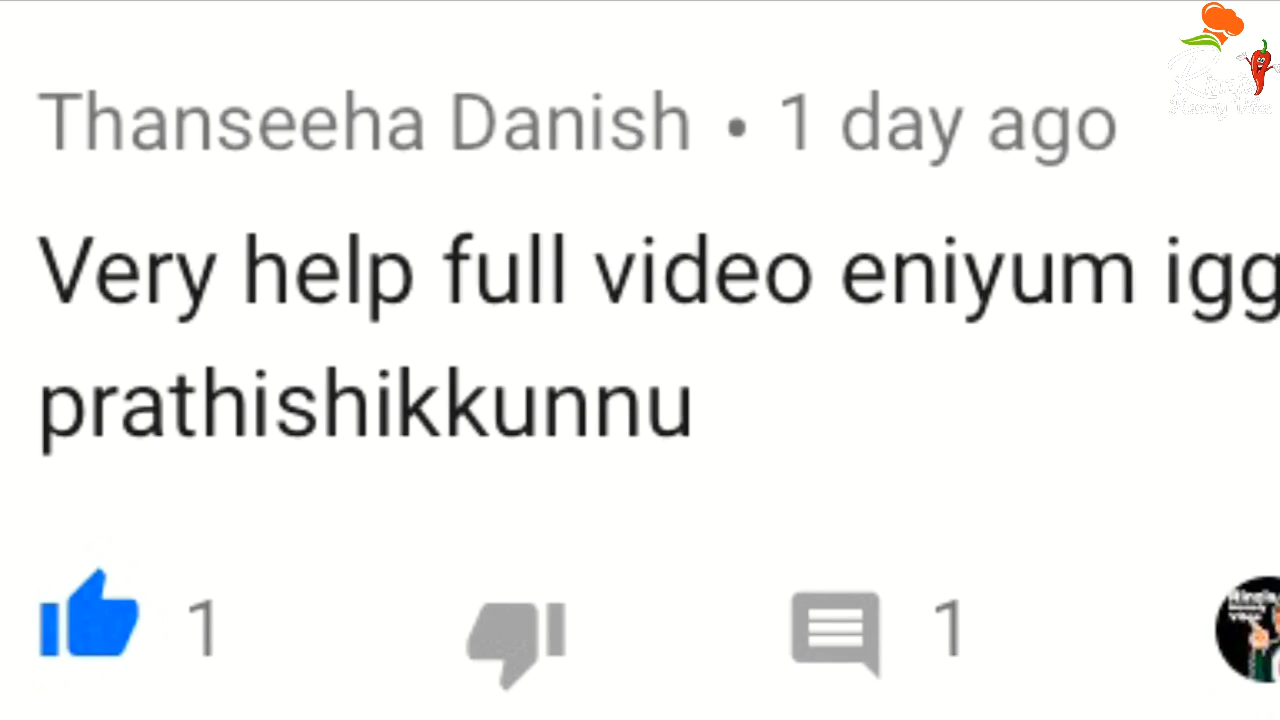 Thanseeha Danish • 1 day ago
Very help full video eniyum igg
prathishikkunnu
1
1